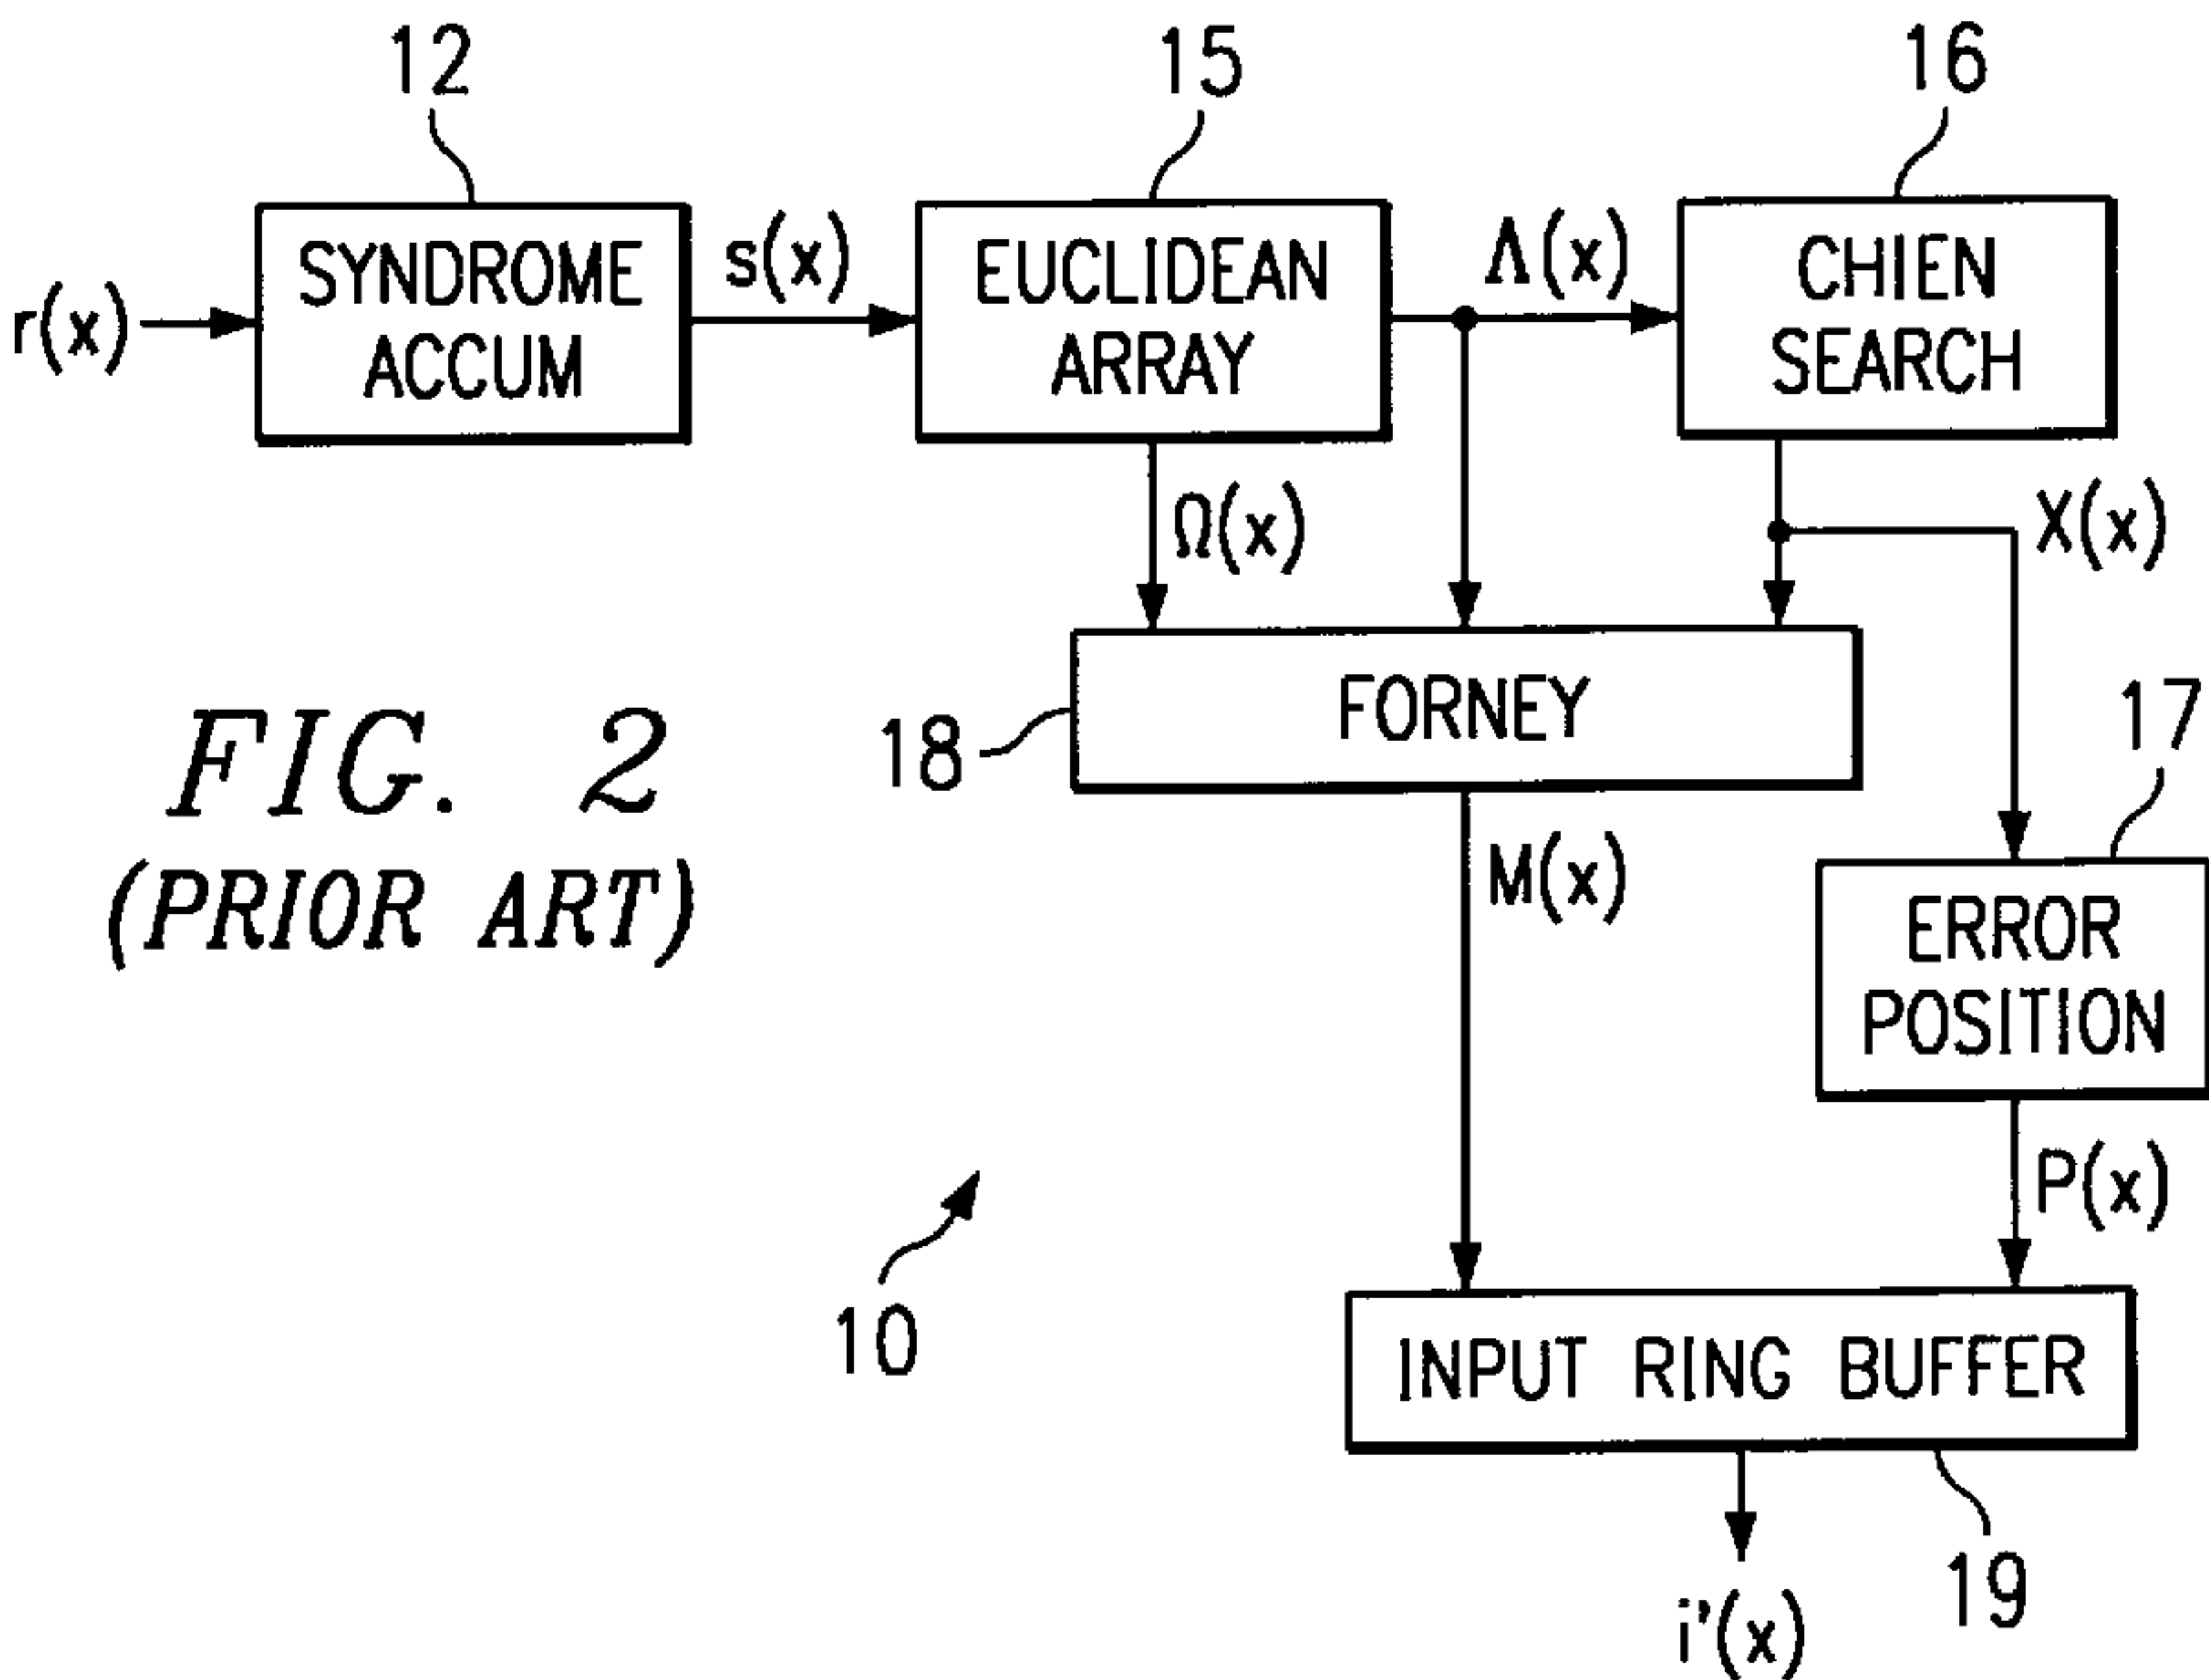 12
15
16
r(x)
SYNDROME
ACCUM
s(x)
EUCLIDEAN
ARRAY
Λ(x)
CHIEN
SEARCH
Ω(x)
X(x)
FORNEY
18
17
FIG. 2
(PRIOR ART)
M(x)
ERROR
POSITION
P(x)
10
INPUT RING BUFFER
19
i'(x)